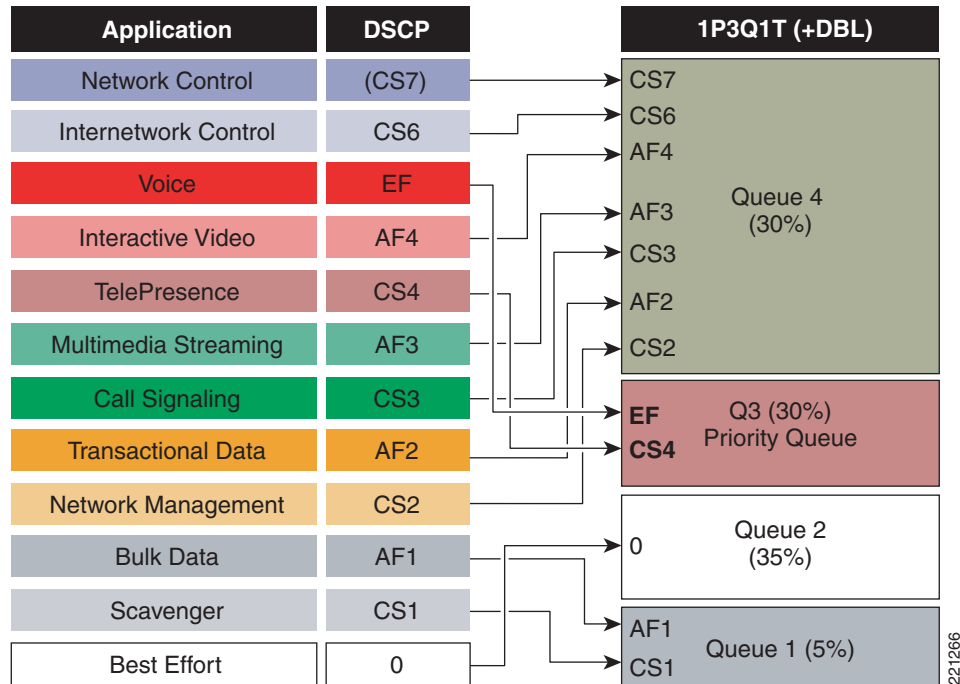 Application DSCP 1P3Q1T (+DBL)
Network Control (CS7) CS7
Internetwork Control CS6 CS6
Voice EF AF4
Interactive Video AF4 AF3
TelePresence CS4 CS3
Multimedia Streaming AF3 AF2
Call Signaling CS3 CS2
Transactional Data AF2
Network Management CS2
Bulk Data AF1
Scavenger CS1
Best Effort 0
Queue 4
(30%)
EF Q3 (30%)
CS4 Priority Queue
0 Queue 2
(35%)
AF1 Queue 1 (5%)
CS1
221266